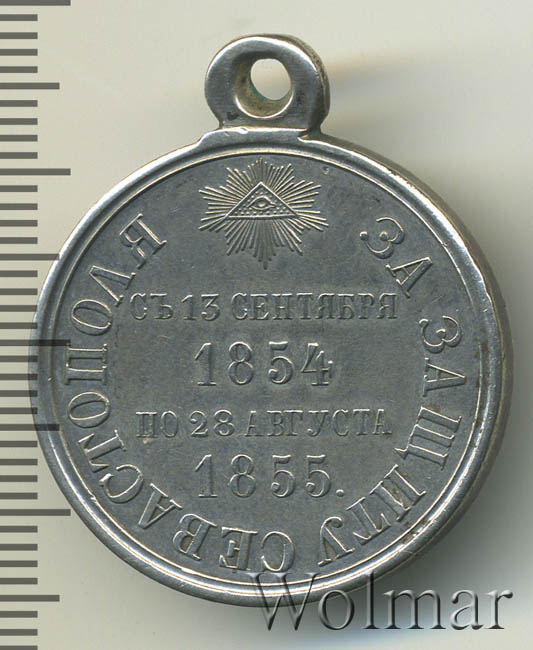 ЗА ЗАЩИТУ СЕВАСТОПОЛЯ
СЪ 13 СЕНТЯБРЯ
1854
ПО 28 АВГУСТА
1855.
Wolmar